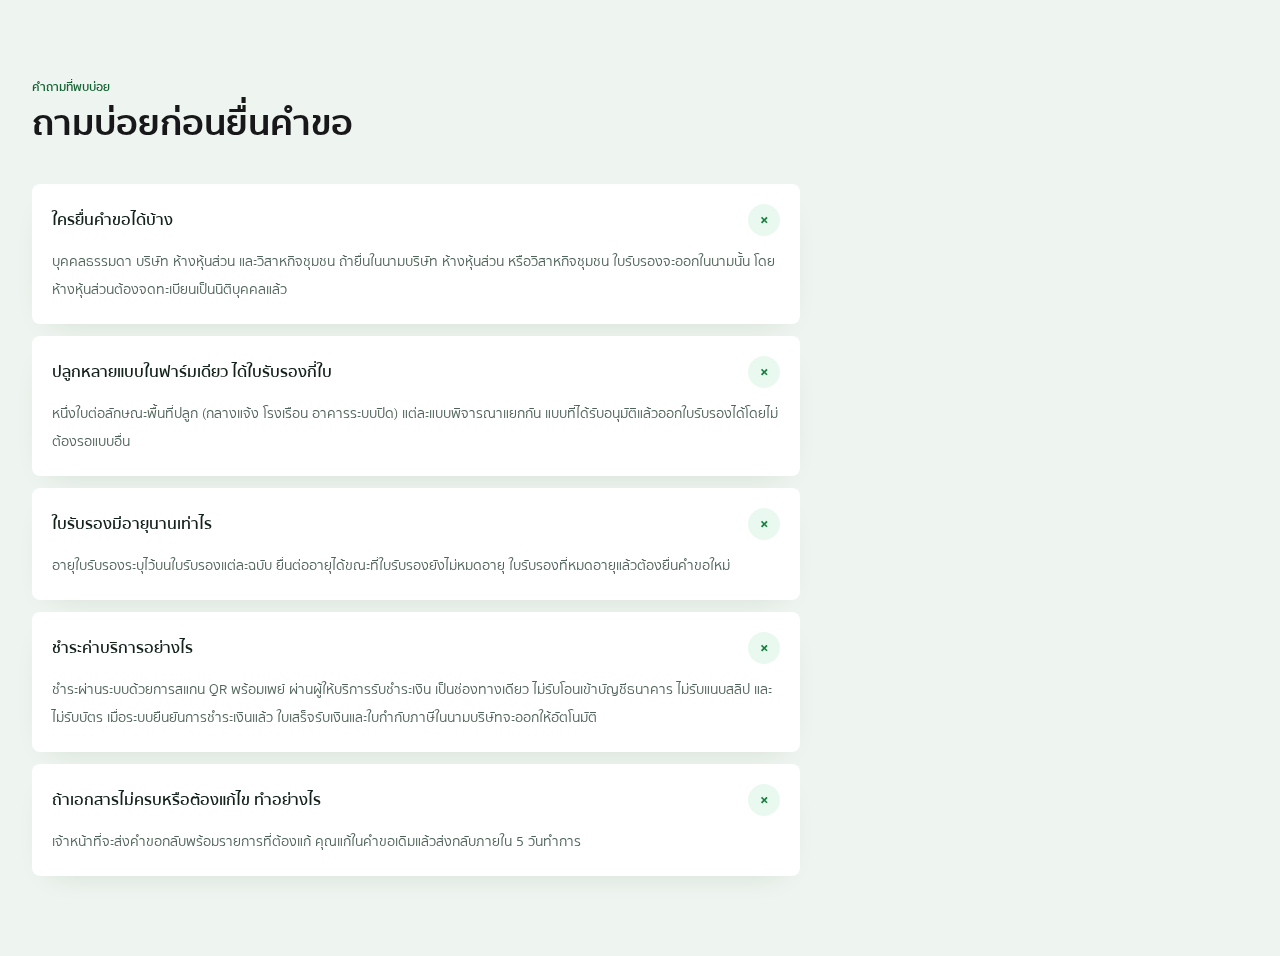 คำถามที่พบบ่อย
ถามบ่อยก่อนยื่นคำขอ
ใครยื่นคำขอได้บ้าง
บุคคลธรรมดา บริษัท ห้างหุ้นส่วน และวิสาหกิจชุมชน ถ้ายื่นในนามบริษัท ห้างหุ้นส่วน หรือวิสาหกิจชุมชน ใบรับรองจะออกในนามนั้น โดย
ห้างหุ้นส่วนต้องจดทะเบียนเป็นนิติบุคคลแล้ว
ปลูกหลายแบบในฟาร์มเดียว ได้ใบรับรองกี่ใบ
หนึ่งใบต่อลักษณะพื้นที่ปลูก (กลางแจ้ง โรงเรือน อาคารระบบปิด) แต่ละแบบพิจารณาแยกกัน แบบที่ได้รับอนุมัติแล้วออกใบรับรองได้โดยไม่
ต้องรอแบบอื่น
ใบรับรองมีอายุนานเท่าไร
อายุใบรับรองระบุไว้บนใบรับรองแต่ละฉบับ ยื่นต่ออายุได้ขณะที่ใบรับรองยังไม่หมดอายุ ใบรับรองที่หมดอายุแล้วต้องยื่นคำขอใหม่
ชำระค่าบริการอย่างไร
ชำระผ่านระบบด้วยการสแกน QR พร้อมเพย์ ผ่านผู้ให้บริการรับชำระเงิน เป็นช่องทางเดียว ไม่รับโอนเข้าบัญชีธนาคาร ไม่รับแนบสลิป และ
ไม่รับบัตร เมื่อระบบยืนยันการชำระเงินแล้ว ใบเสร็จรับเงินและใบกำกับภาษีในนามบริษัทจะออกให้อัตโนมัติ
ถ้าเอกสารไม่ครบหรือต้องแก้ไข ทำอย่างไร
เจ้าหน้าที่จะส่งคำขอกลับพร้อมรายการที่ต้องแก้ คุณแก้ในคำขอเดิมแล้วส่งกลับภายใน 5 วันทำการ